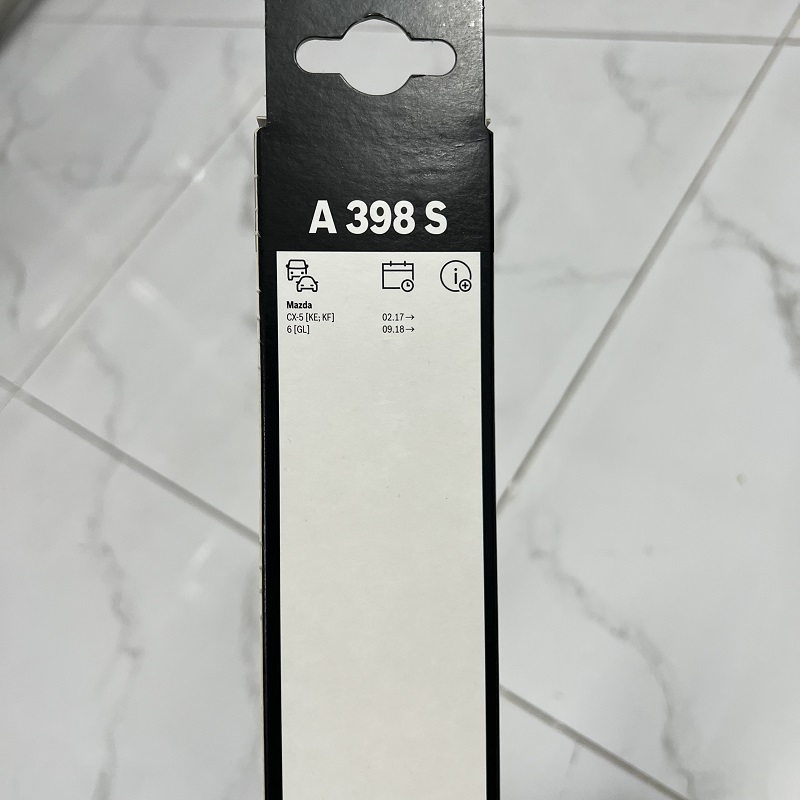 A 398 S
Mazda
CX-5 [KE; KF] 02.17→
6 [GL] 09.18→